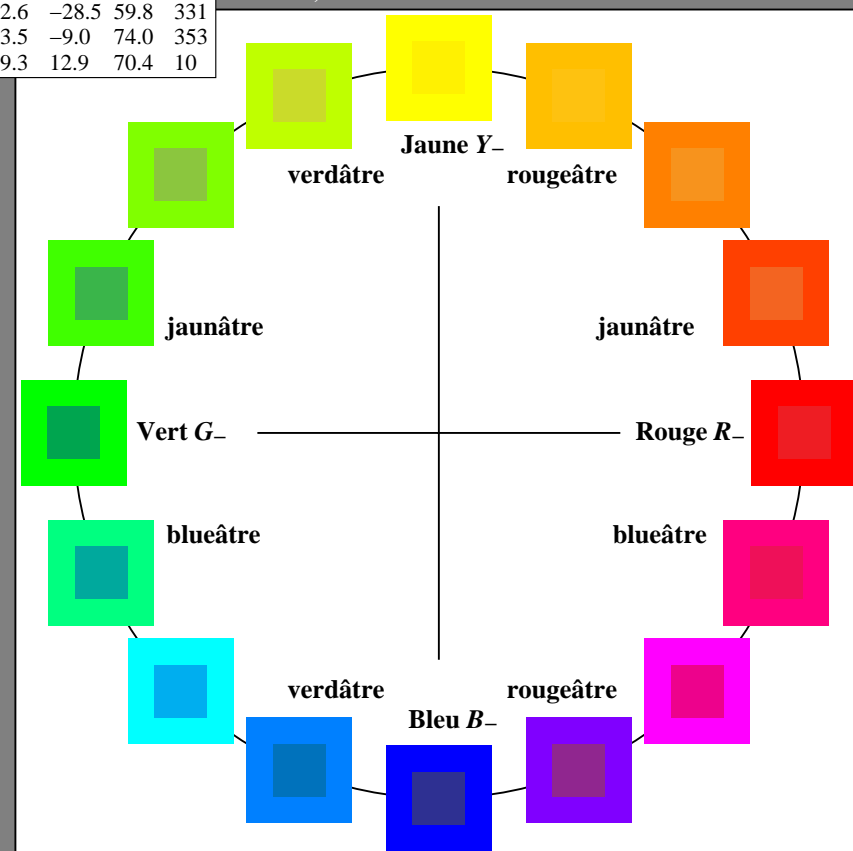 2.6 –28.5 59.8 331
3.5 –9.0 74.0 353
9.3 12.9 70.4 10
Jaune Y–
verdâtre rougeâtre
jaunâtre jaunâtre
Vert G– Rouge R–
blueâtre blueâtre
verdâtre rougeâtre
Bleu B–